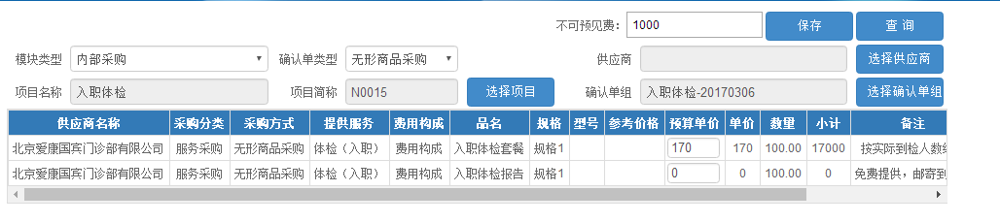 不可预见费： 1000 保存 查 询
模块类型 内部采购 确认单类型 无形商品采购 供应商 选择供应商
项目名称 入职体检 项目简称 N0015 选择项目 确认单组 入职体检-20170306 选择确认单组
供应商名称 采购分类 采购方式 提供服务 费用构成 品名 规格 型号 参考价格 预算单价 单价 数量 小计 备注
北京爱康国宾门诊部有限公司 服务采购 无形商品采购 体检（入职） 费用构成 入职体检套餐 规格1 170 170 100.00 17000 按实际到检人数
北京爱康国宾门诊部有限公司 服务采购 无形商品采购 体检（入职） 费用构成 入职体检报告 规格1 0 0 100.00 0 免费提供，邮寄到